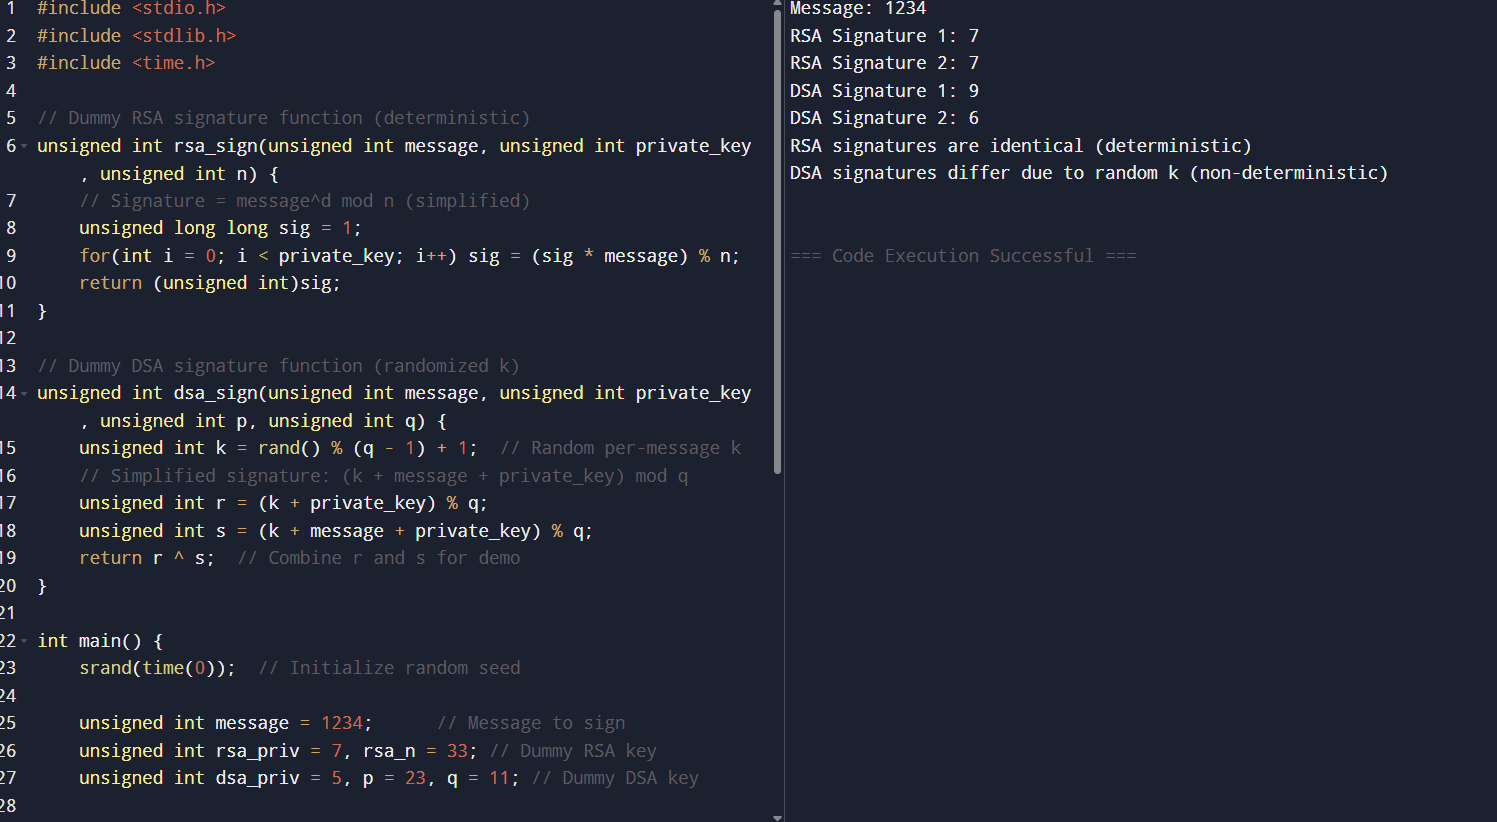 1 #include <stdio.h>
2 #include <stdlib.h>
3 #include <time.h>
4
5 // Dummy RSA signature function (deterministic)
6 unsigned int rsa_sign(unsigned int message, unsigned int private_key
, unsigned int n) {
7 // Signature = message^d mod n (simplified)
8 unsigned long long sig = 1;
9 for(int i = 0; i < private_key; i++) sig = (sig * message) % n;
10 return (unsigned int)sig;
11 }
12
13 // Dummy DSA signature function (randomized k)
14 unsigned int dsa_sign(unsigned int message, unsigned int private_key
, unsigned int p, unsigned int q) {
15 unsigned int k = rand() % (q - 1) + 1; // Random per-message k
16 // Simplified signature: (k + message + private_key) mod q
17 unsigned int r = (k + private_key) % q;
18 unsigned int s = (k + message + private_key) % q;
19 return r ^ s; // Combine r and s for demo
20 }
21
22 int main() {
23 srand(time(0)); // Initialize random seed
24
25 unsigned int message = 1234; // Message to sign
26 unsigned int rsa_priv = 7, rsa_n = 33; // Dummy RSA key
27 unsigned int dsa_priv = 5, p = 23, q = 11; // Dummy DSA key
28
Message: 1234
RSA Signature 1: 7
RSA Signature 2: 7
DSA Signature 1: 9
DSA Signature 2: 6
RSA signatures are identical (deterministic)
DSA signatures differ due to random k (non-deterministic)
=== Code Execution Successful ===